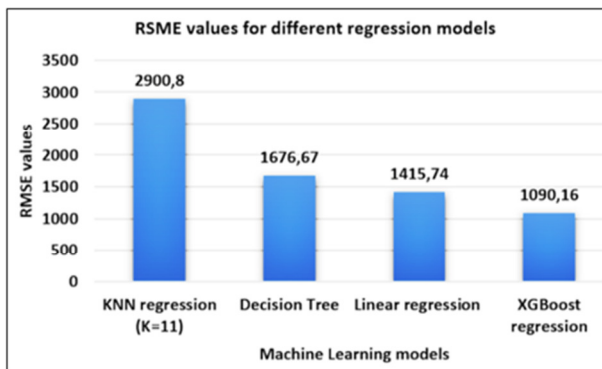 RSME values for different regression models
RMSE values
3500
3000
2500
2000
1500
1000
500
0
2900,8
1676,67
1415,74
1090,16
KNN regression
(K=11)
Decision Tree
Linear regression
XGBoost
regression
Machine Learning models